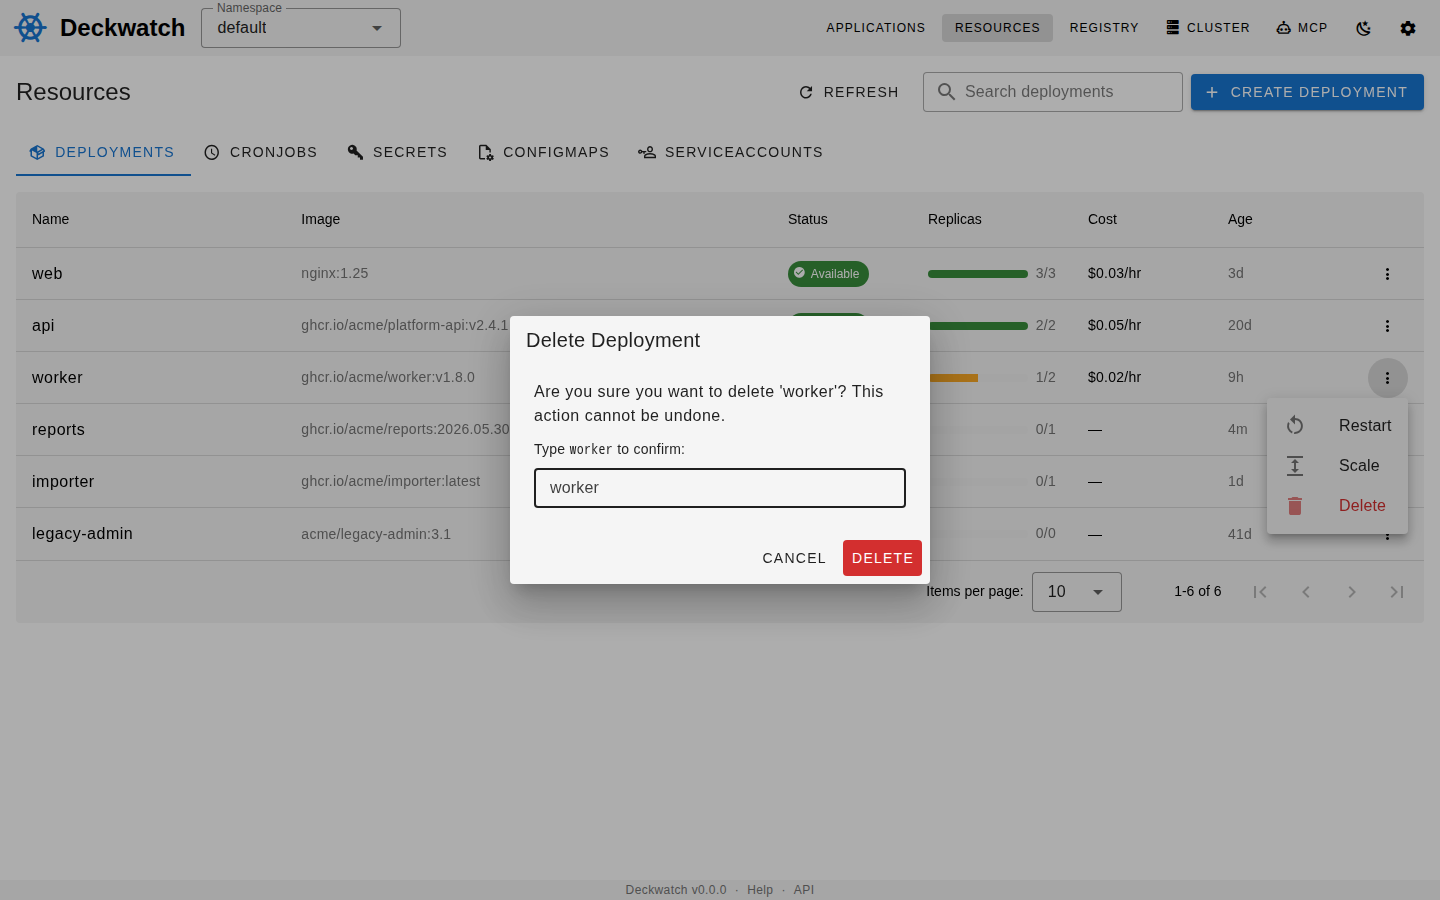 Deckwatch
Namespace
default
APPLICATIONS
RESOURCES
REGISTRY
CLUSTER
MCP
Resources
REFRESH
Search deployments
CREATE DEPLOYMENT
DEPLOYMENTS
CRONJOBS
SECRETS
CONFIGMAPS
SERVICEACCOUNTS
Name Image Status Replicas Cost Age
web nginx:1.25 Available 3/3 $0.03/hr 3d
api ghcr.io/acme/platform-api:v2.4.1 2/2 $0.05/hr 20d
worker ghcr.io/acme/worker:v1.8.0 1/2 $0.02/hr 9h
reports ghcr.io/acme/reports:2026.05.30 0/1 — 4m
importer ghcr.io/acme/importer:latest 0/1 — 1d
legacy-admin acme/legacy-admin:3.1 0/0 — 41d
Restart
Scale
Delete
Delete Deployment
Are you sure you want to delete 'worker'? This
action cannot be undone.
Type worker to confirm:
worker
CANCEL
DELETE
Items per page: 10 1-6 of 6
Deckwatch v0.0.0 · Help · API